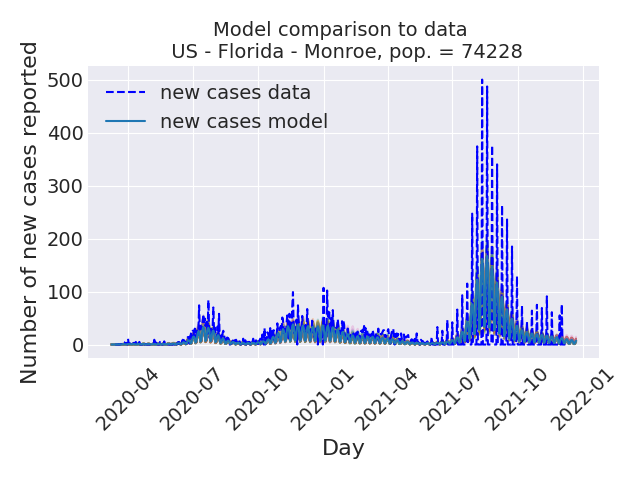 Model comparison to data
US - Florida - Monroe, pop. = 74228
Number of new cases reported
500
400
300
200
100
0
new cases data
new cases model
2020-04
2020-07
2020-10
2021-01
2021-04
2021-07
2021-10
2022-01
Day